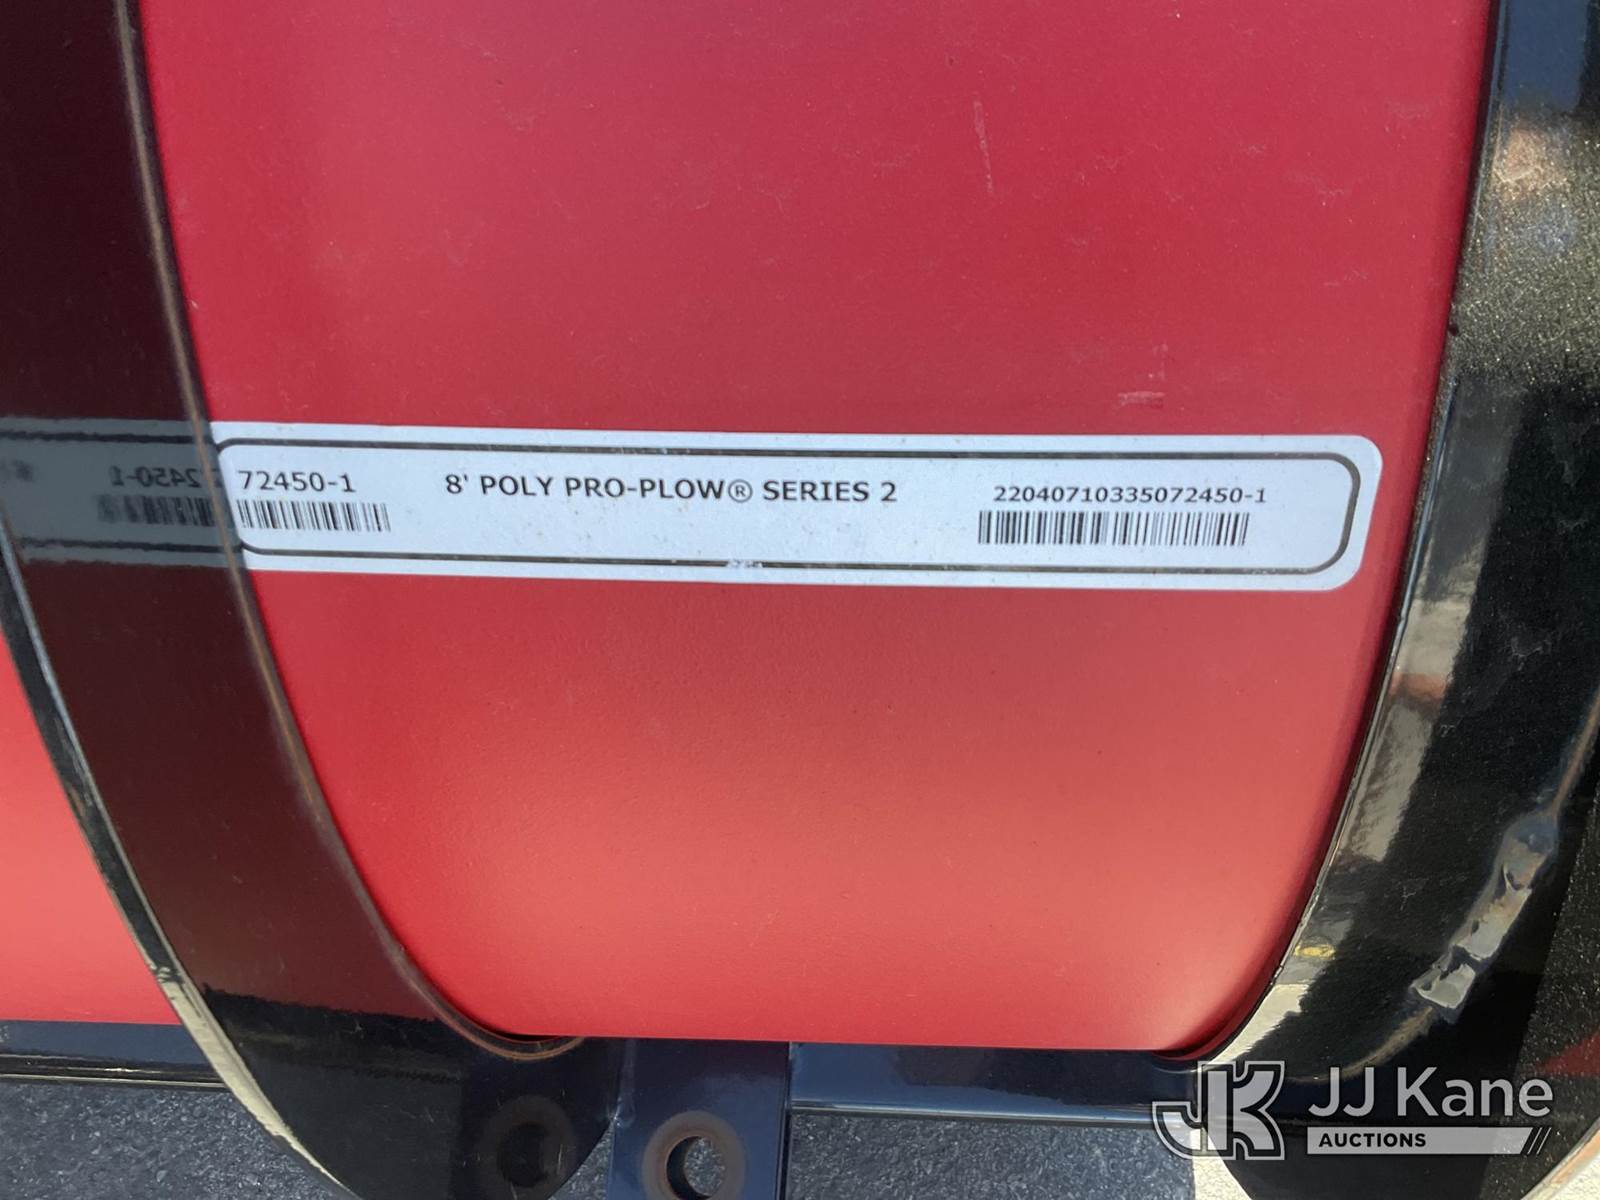 72450-1 8' POLY PRO-PLOW® SERIES 2 22040710335072450-1
JJ Kane
AUCTIONS